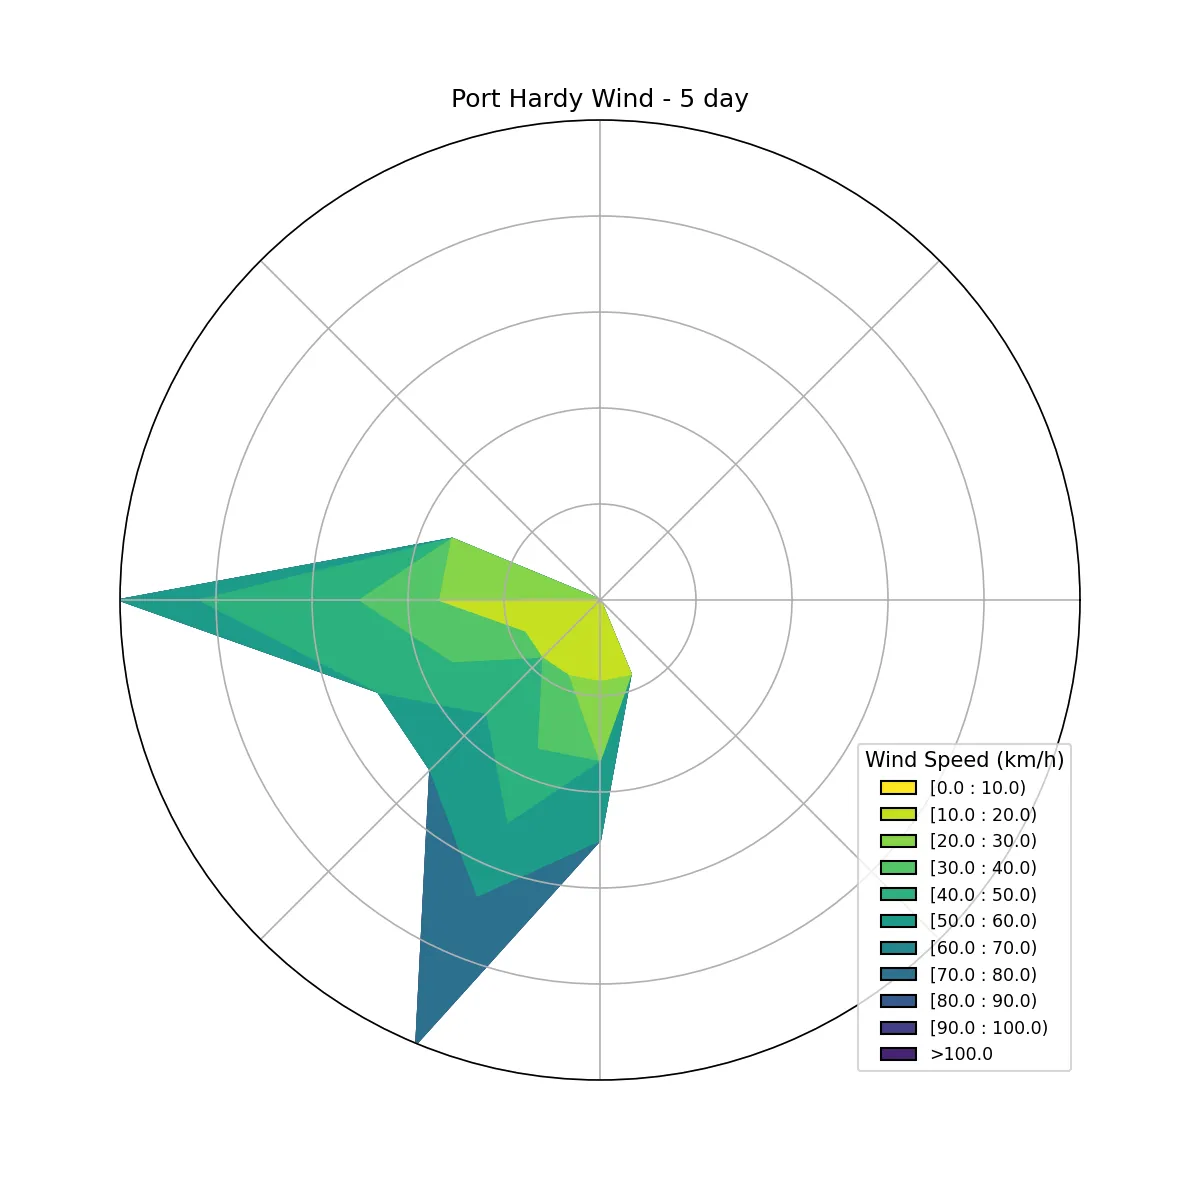 Port Hardy Wind - 5 day
Wind Speed (km/h)
[0.0 : 10.0)
[10.0 : 20.0)
[20.0 : 30.0)
[30.0 : 40.0)
[40.0 : 50.0)
[50.0 : 60.0)
[60.0 : 70.0)
[70.0 : 80.0)
[80.0 : 90.0)
[90.0 : 100.0)
>100.0